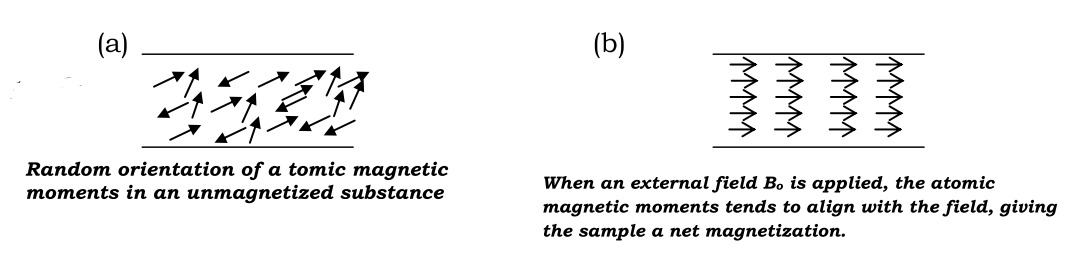 (a)
Random orientation of a tomic magnetic
moments in an unmagnetized substance
(b)
When an external field Bₒ is applied, the atomic
magnetic moments tends to align with the field, giving
the sample a net magnetization.